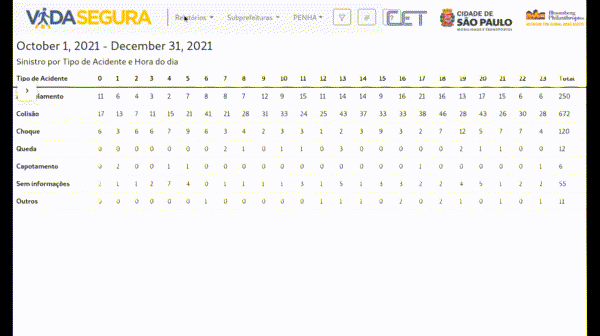 VIDASEGURA Relatórios Subprefeituras PENHA CET CIDADE DE SÃO PAULO
MOBILIDADE E TRANSPORTES
October 1, 2021 - December 31, 2021
Sinistro por Tipo de Acidente e Hora do dia
Tipo de Acidente 0 1 2 3 4 5 6 7 8 9 10 11 12 13 14 15 16 17 18 19 20 21 22 23 Total
11 6 4 3 2 7 8 8 7 12 9 15 11 14 14 9 16 21 16 13 17 15 6 6 250
Colisão 17 13 7 11 15 21 41 21 28 31 33 24 25 43 37 33 33 38 46 28 43 26 30 28 672
Choque 6 3 6 6 7 9 6 3 4 2 3 3 1 2 3 9 3 2 7 12 5 7 7 4 120
Queda 0 0 0 0 0 0 0 2 1 0 1 1 0 3 0 0 0 0 0 2 1 1 0 0 12
Capotamento 0 2 0 0 1 1 0 0 0 0 0 0 0 0 0 0 0 1 0 0 0 0 0 1 6
Sem informações 2 1 1 2 7 4 0 1 1 1 1 3 1 5 1 3 3 2 2 4 5 1 2 2 55
Outros 0 0 0 0 0 0 1 0 0 0 0 0 1 1 1 0 2 0 2 1 0 1 1 0 11